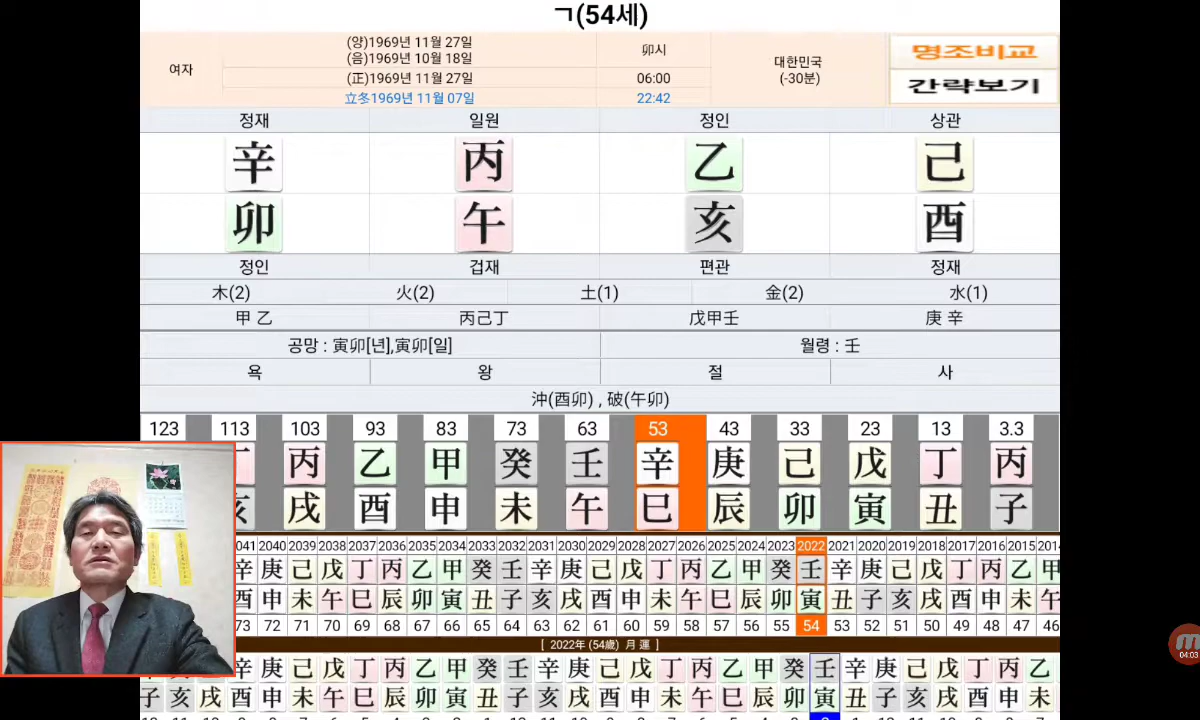 ㄱ(54세)
여자
(양)1969년 11월 27일
(음)1969년 10월 18일
卯시
(正)1969년 11월 27일
06:00
立冬1969년 11월 07일
22:42
대한민국
(-30분)
명조비교
간략보기
정재 일원 정인 상관
辛 丙 乙 己
卯 午 亥 酉
정인 겁재 편관 정재
木(2) 火(2) 土(1) 金(2) 水(1)
甲 乙 丙己丁 戊甲壬 庚 辛
공망 : 寅卯[년],寅卯[일] 월령 : 壬
욕 왕 절 사
沖(酉卯) , 破(午卯)
123 113 103 93 83 73 63 53 43 33 23 13 3.3
丙 乙 甲 癸 壬 辛 庚 己 戊 丁 丙
亥 戌 酉 申 未 午 巳 辰 卯 寅 丑 子
2040 2039 2038 2037 2036 2035 2034 2033 2032 2031 2030 2029 2028 2027 2026 2025 2024 2023 2022 2021 2020 2019 2018 2017 2016 2015
辛 庚 己 戊 丁 丙 乙 甲 癸 壬 辛 庚 己 戊 丁 丙 乙 甲 癸 壬 辛 庚 己 戊 丁 丙 乙 甲
酉 申 未 午 巳 辰 卯 寅 丑 子 亥 戌 酉 申 未 午 巳 辰 卯 寅 丑 子 亥 戌 酉 申 未 午
73 72 71 70 69 68 67 66 65 64 63 62 61 60 59 58 57 56 55 54 53 52 51 50 49 48 47 46
[ 2022年 (54歲) 月 運 ]
辛 庚 己 戊 丁 丙 乙 甲 癸 壬 辛 庚 己 戊 丁 丙 乙 甲 癸 壬 辛 庚 己 戊 丁 丙 乙
子 亥 戌 酉 申 未 午 巳 辰 卯 寅 丑 子 亥 戌 酉 申 未 午 巳 辰 卯 寅 丑 子 亥 戌 酉 申 未
04:03